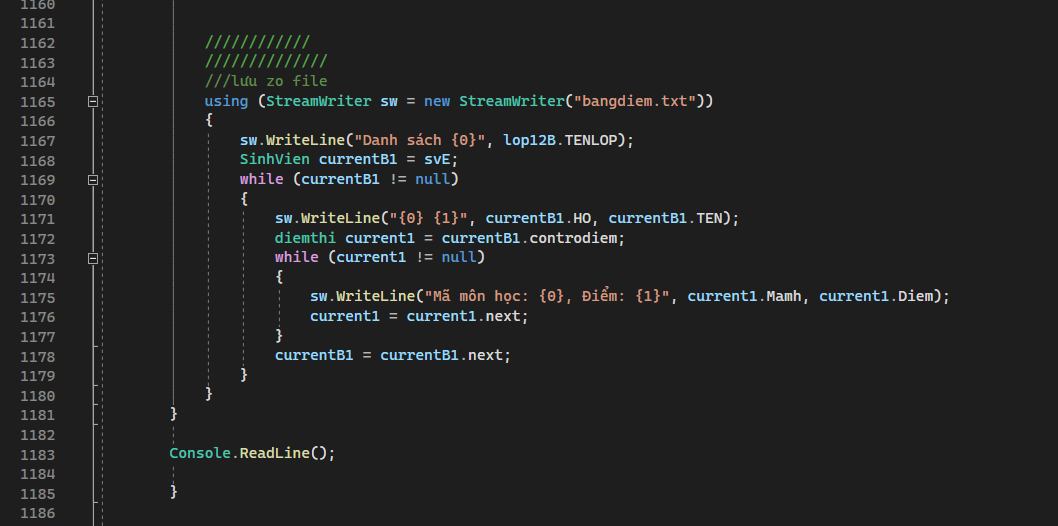 1160
1161
1162 ////////////
1163 //////////////
1164 ///lưu zo file
1165 using (StreamWriter sw = new StreamWriter("bangdiem.txt"))
1166 {
1167 sw.WriteLine("Danh sách {0}", lop12B.TENLOP);
1168 SinhVien currentB1 = svE;
1169 while (currentB1 != null)
1170 {
1171 sw.WriteLine("{0} {1}", currentB1.HO, currentB1.TEN);
1172 diemthi current1 = currentB1.controdiem;
1173 while (current1 != null)
1174 {
1175 sw.WriteLine("Mã môn học: {0}, Điểm: {1}", current1.Mamh, current1.Diem);
1176 current1 = current1.next;
1177 }
1178 currentB1 = currentB1.next;
1179 }
1180 }
1181 }
1182
1183 Console.ReadLine();
1184
1185 }
1186